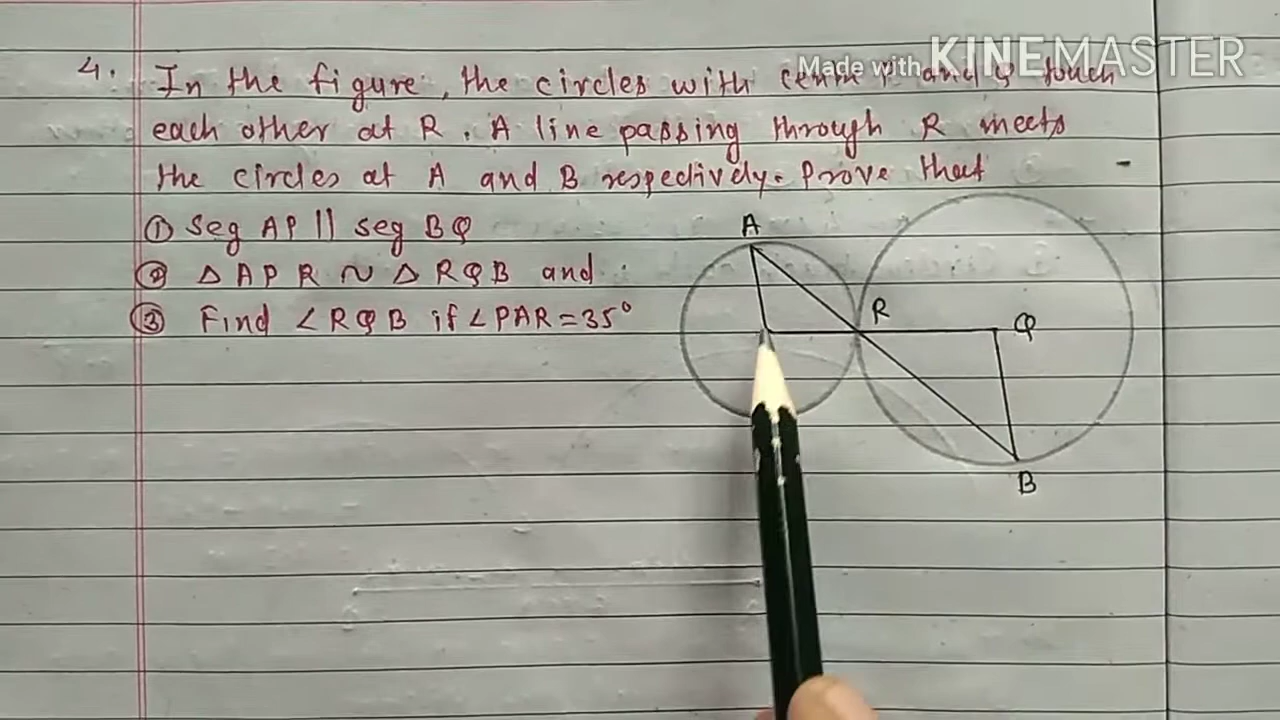 Made with KINEMASTER
4. In the figure, the circles with and Q touch
each other at R. A line passing through R meets
the circles at A and B respectively. Prove that
① seg AP || seg BQ
② △ APR ~ △ RQB and
③ Find ∠RQB if ∠PAR = 35°
A
R
Q
B